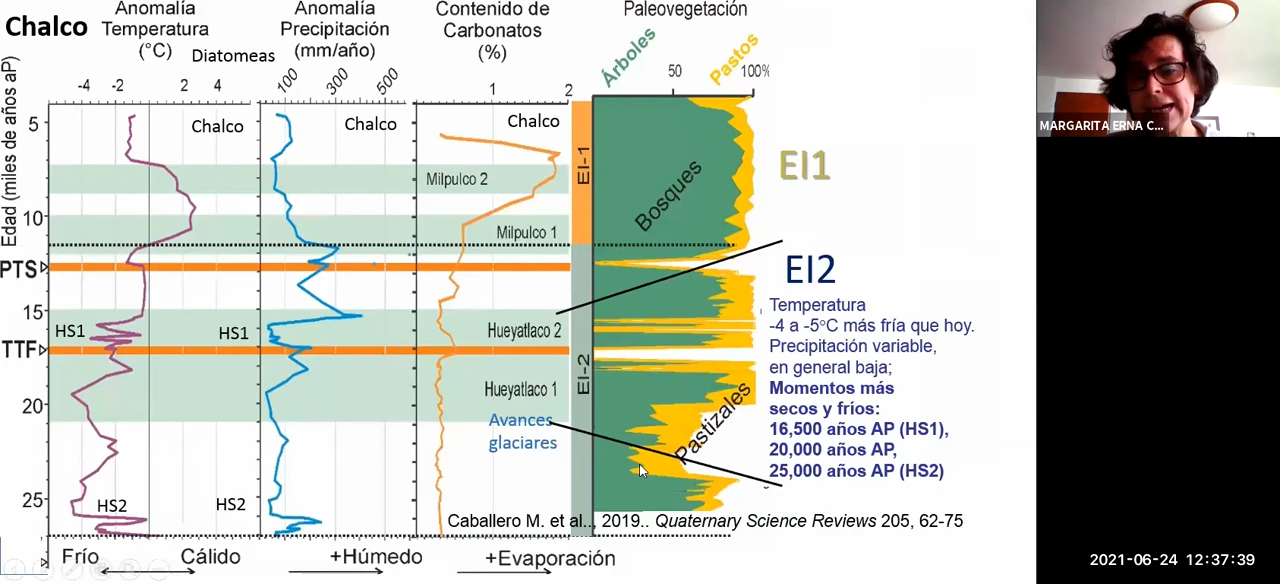 Chalco
Anomalía
Temperatura
(°C)
Diatomeas
Anomalía
Precipitación
(mm/año)
Contenido de
Carbonatos
(%)
Paleovegetación
Árboles
Pastos
-4 -2 2 4
100 300 500
1 2
50 100%
Edad (miles de años aP)
5
10
15
20
25
PTS
TTF
Chalco
HS1
HS2
Chalco
HS1
HS2
Chalco
Milpulco 2
Milpulco 1
Hueyatlaco 2
Hueyatlaco 1
Avances
glaciares
EI-1
EI-2
Bosques
Pastizales
EI1
EI2
Temperatura
-4 a -5°C más fría que hoy.
Precipitación variable,
en general baja;
Momentos más
secos y fríos:
16,500 años AP (HS1),
20,000 años AP,
25,000 años AP (HS2)
Caballero M. et al.., 2019.. Quaternary Science Reviews 205, 62-75
Frío Cálido
+Húmedo
+Evaporación
MARGARITA ERNA C...
2021-06-24 12:37:39